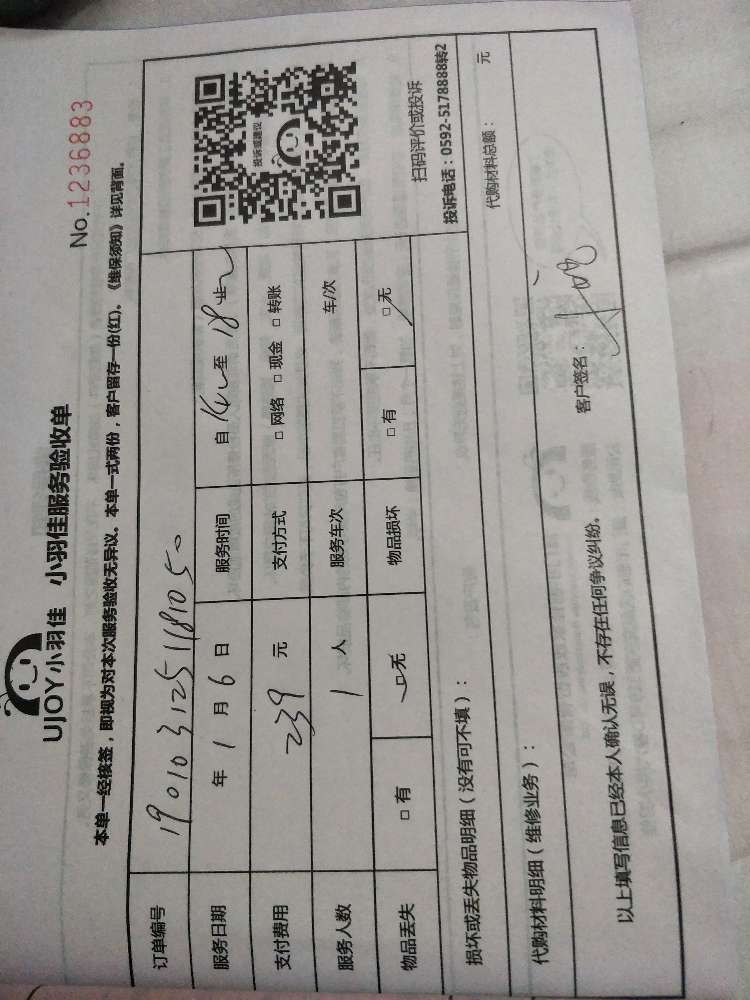 UJOY小羽佳 小羽佳服务验收单
No.1236883
本单一经核签，即视为对本次服务验收无异议。本单一式两份，客户留存一份(红)。《维保须知》详见背面。
订单编号 190103125118105
服务日期 年 1 月 6 日 服务时间 自 14 至 18 止
支付费用 239 元 支付方式 □ 网络 □ 现金 □ 转账
服务人数 1 人 服务车次 车/次
物品丢失 □ 有 □ 无 物品损坏 □ 有 □ 无
投诉或建议
扫码评价或投诉
投诉电话：0592-5178888转2
损坏或丢失物品明细（没有可不填）：
代购材料明细（维修业务）： 代购材料总额： 元
客户签名：
以上填写信息已经本人确认无误，不存在任何争议纠纷。